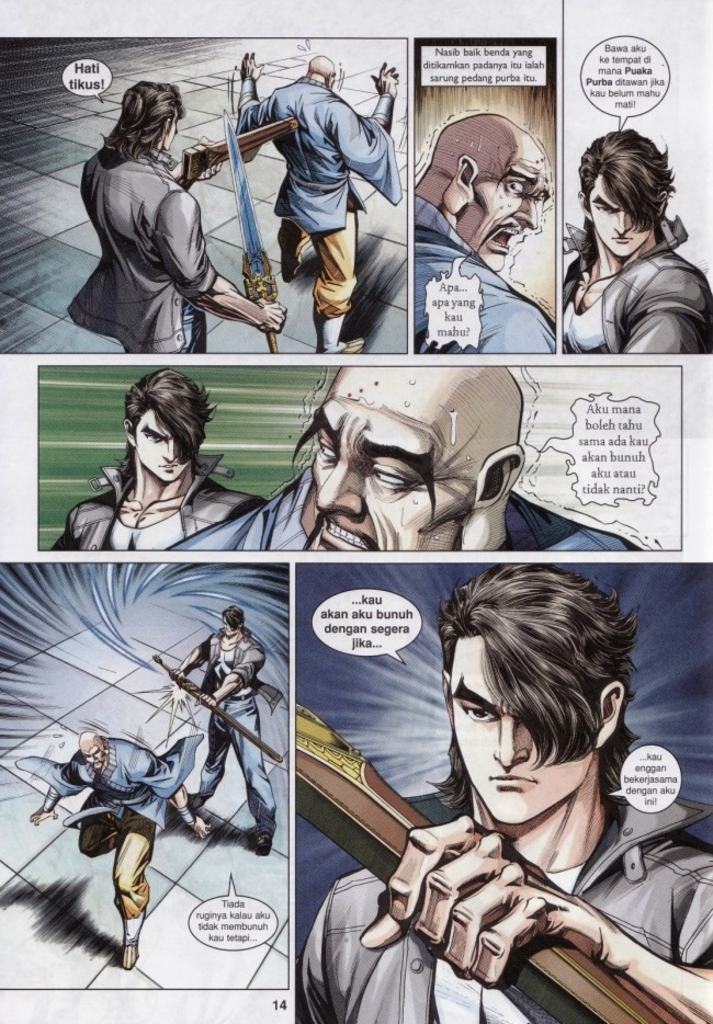 Hati
tikus!
Nasib baik benda yang
ditikamkan padanya itu ialah
sarung pedang purba itu.
Apa...
apa yang
kau
mahu?
Bawa aku
ke tempat di
mana Puaka
Purba ditawan jika
kau belum mahu
mati!
Aku mana
boleh tahu
sama ada kau
akan bunuh
aku atau
tidak nanti?
Tiada
ruginya kalau aku
tidak membunuh
kau tetapi...
...kau
akan aku bunuh
dengan segera
jika...
...kau
enggan
bekerjasama
dengan aku
ini!
14